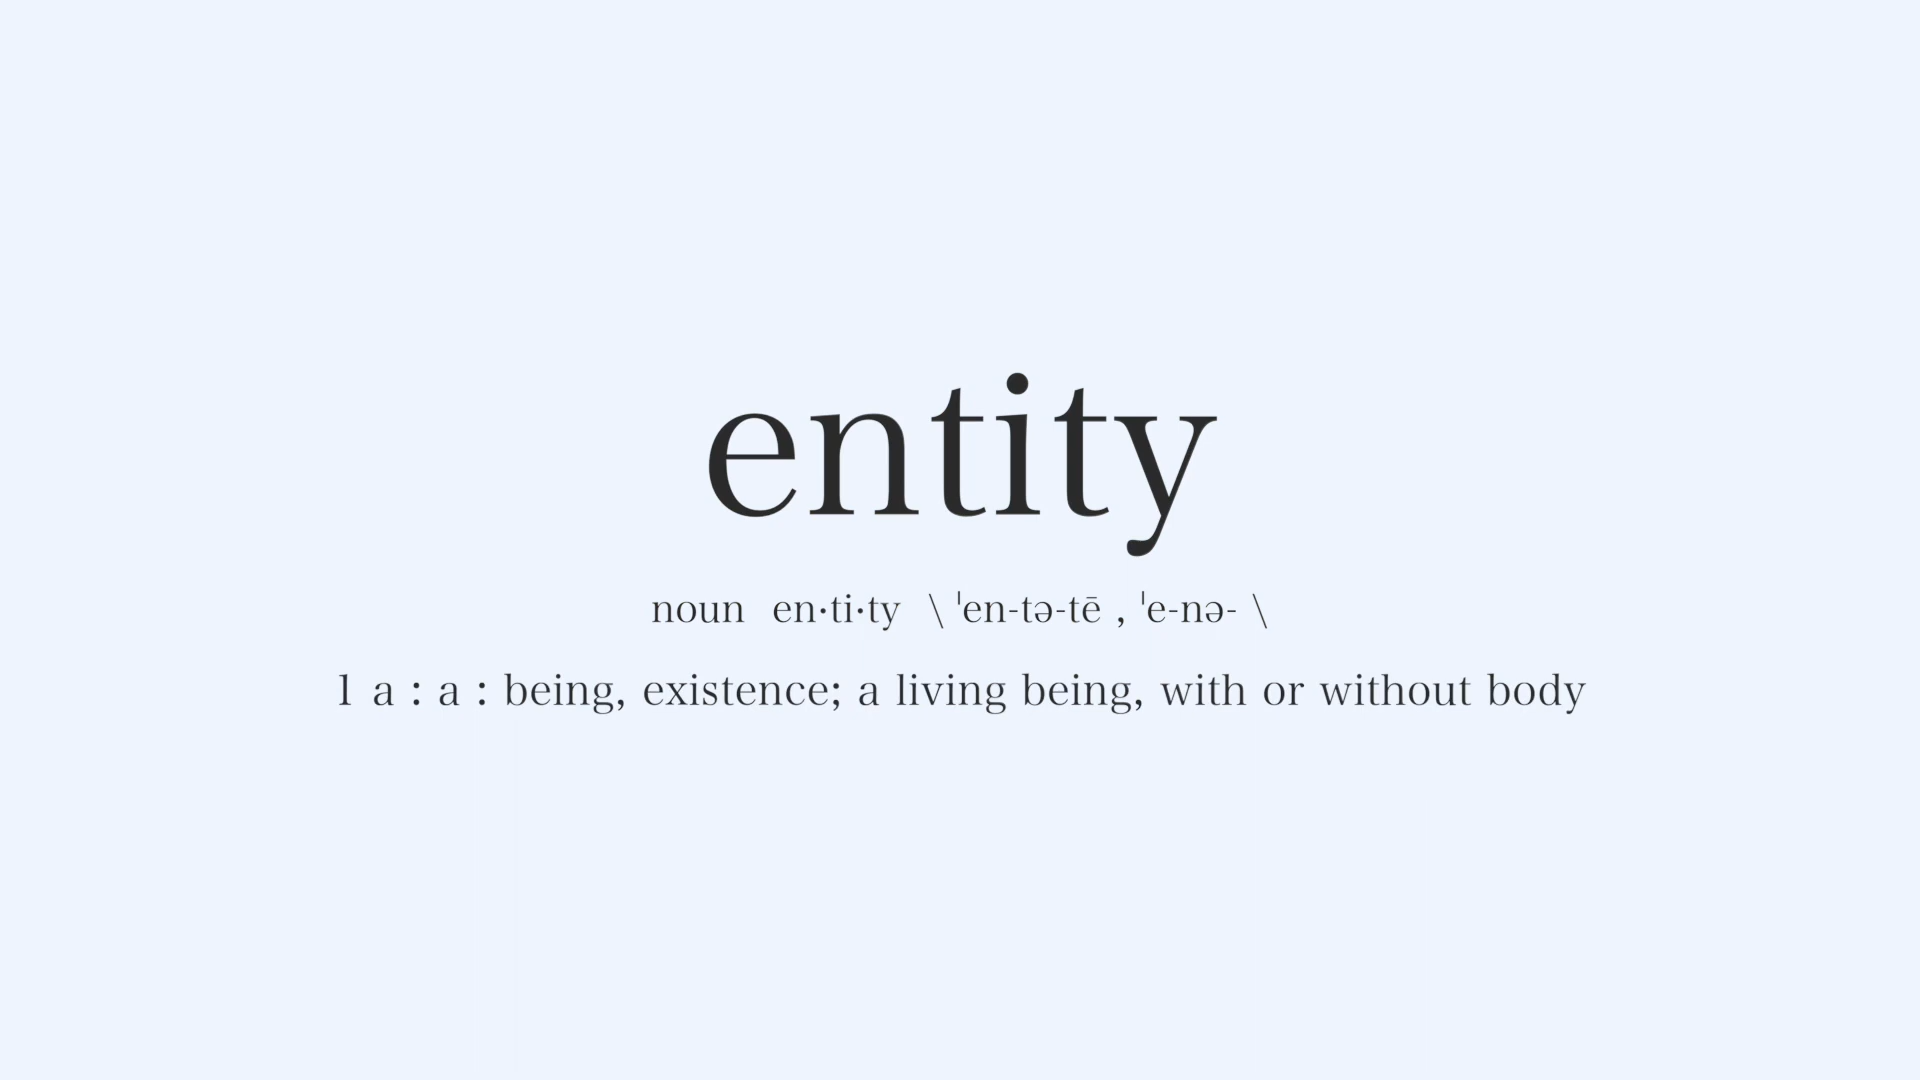 entity
noun en·ti·ty \ ˈen-tə-tē , ˈe-nə- \
1 a : a : being, existence; a living being, with or without body